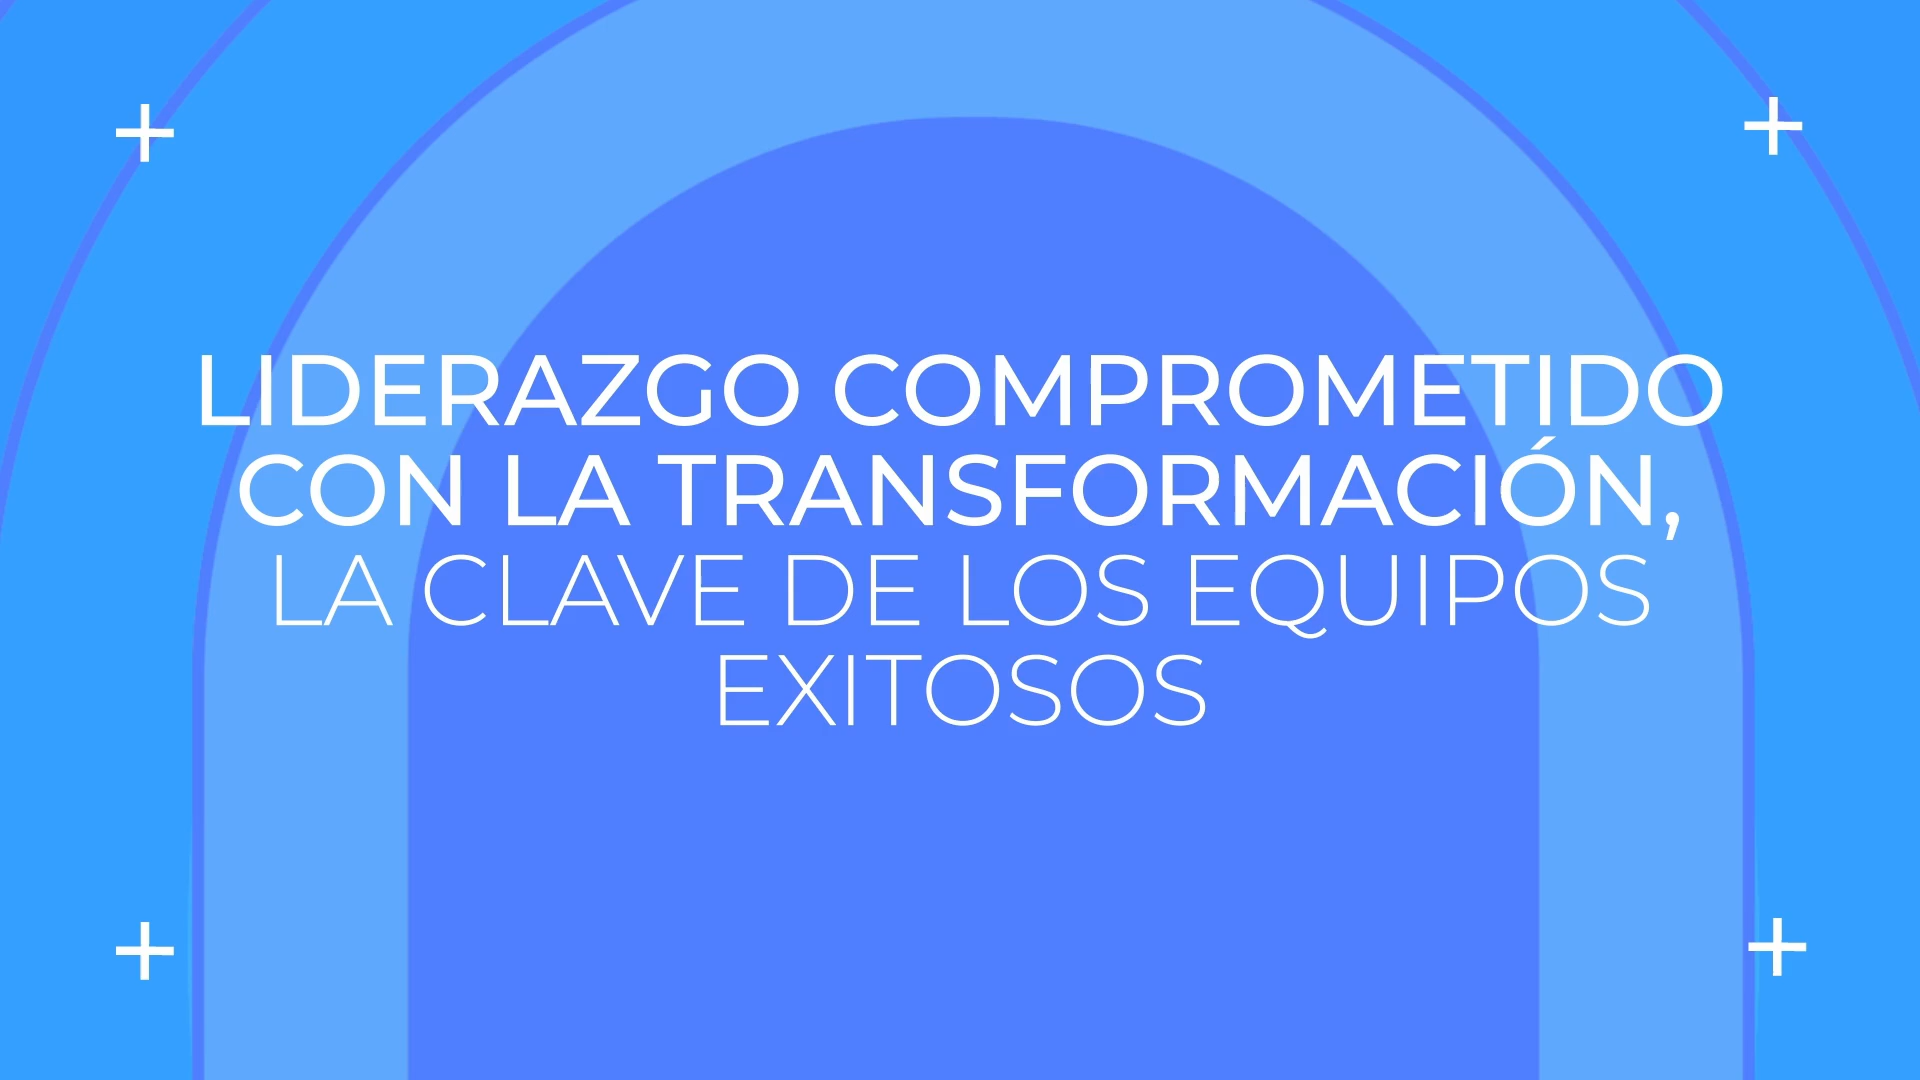 LIDERAZGO COMPROMETIDO
CON LA TRANSFORMACIÓN,
LA CLAVE DE LOS EQUIPOS
EXITOSOS